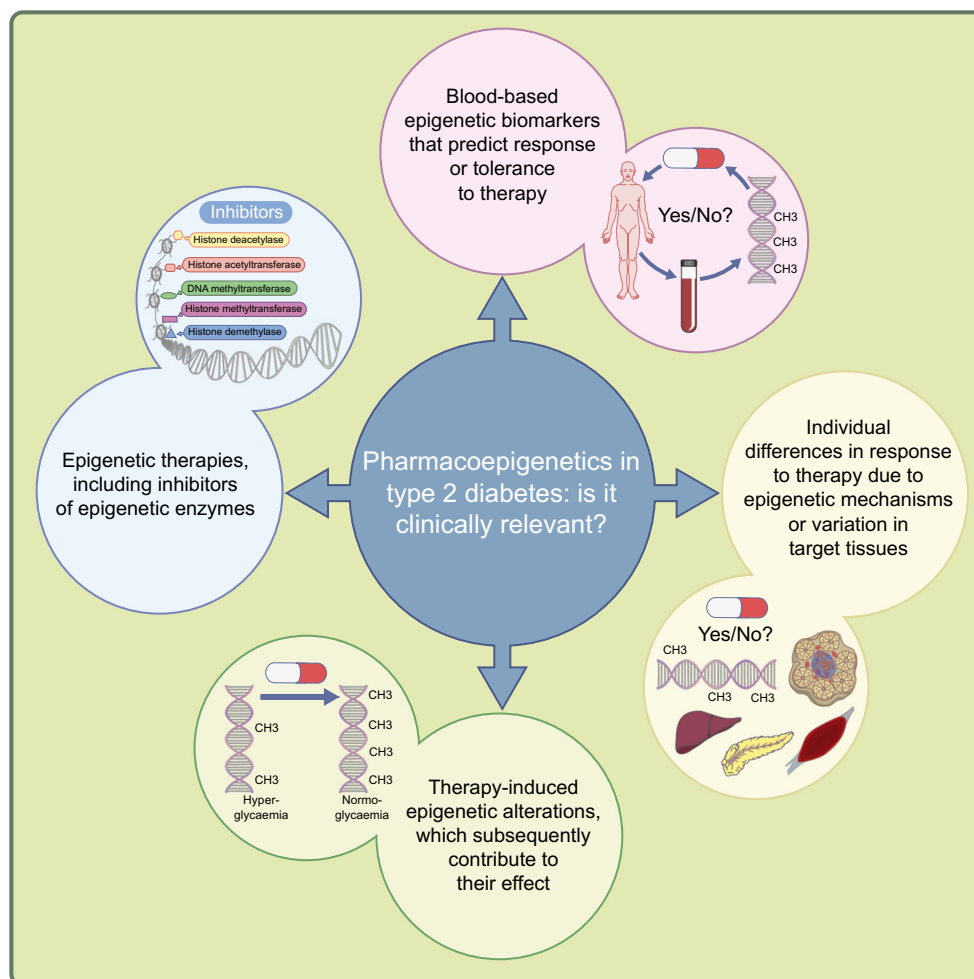 Blood-based
epigenetic biomarkers
that predict response
or tolerance
to therapy
Yes/No?
CH3
CH3
CH3
Inhibitors
Histone deacetylase
Histone acetyltransferase
DNA methyltransferase
Histone methyltransferase
Histone demethylase
Epigenetic therapies,
including inhibitors
of epigenetic enzymes
Pharmacoepigenetics in
type 2 diabetes: is it
clinically relevant?
Individual
differences in response
to therapy due to
epigenetic mechanisms
or variation in
target tissues
Yes/No?
CH3
CH3
CH3
CH3
CH3
Hyper-
glycaemia
CH3
CH3
CH3
CH3
Normo-
glycaemia
Therapy-induced
epigenetic alterations,
which subsequently
contribute to
their effect